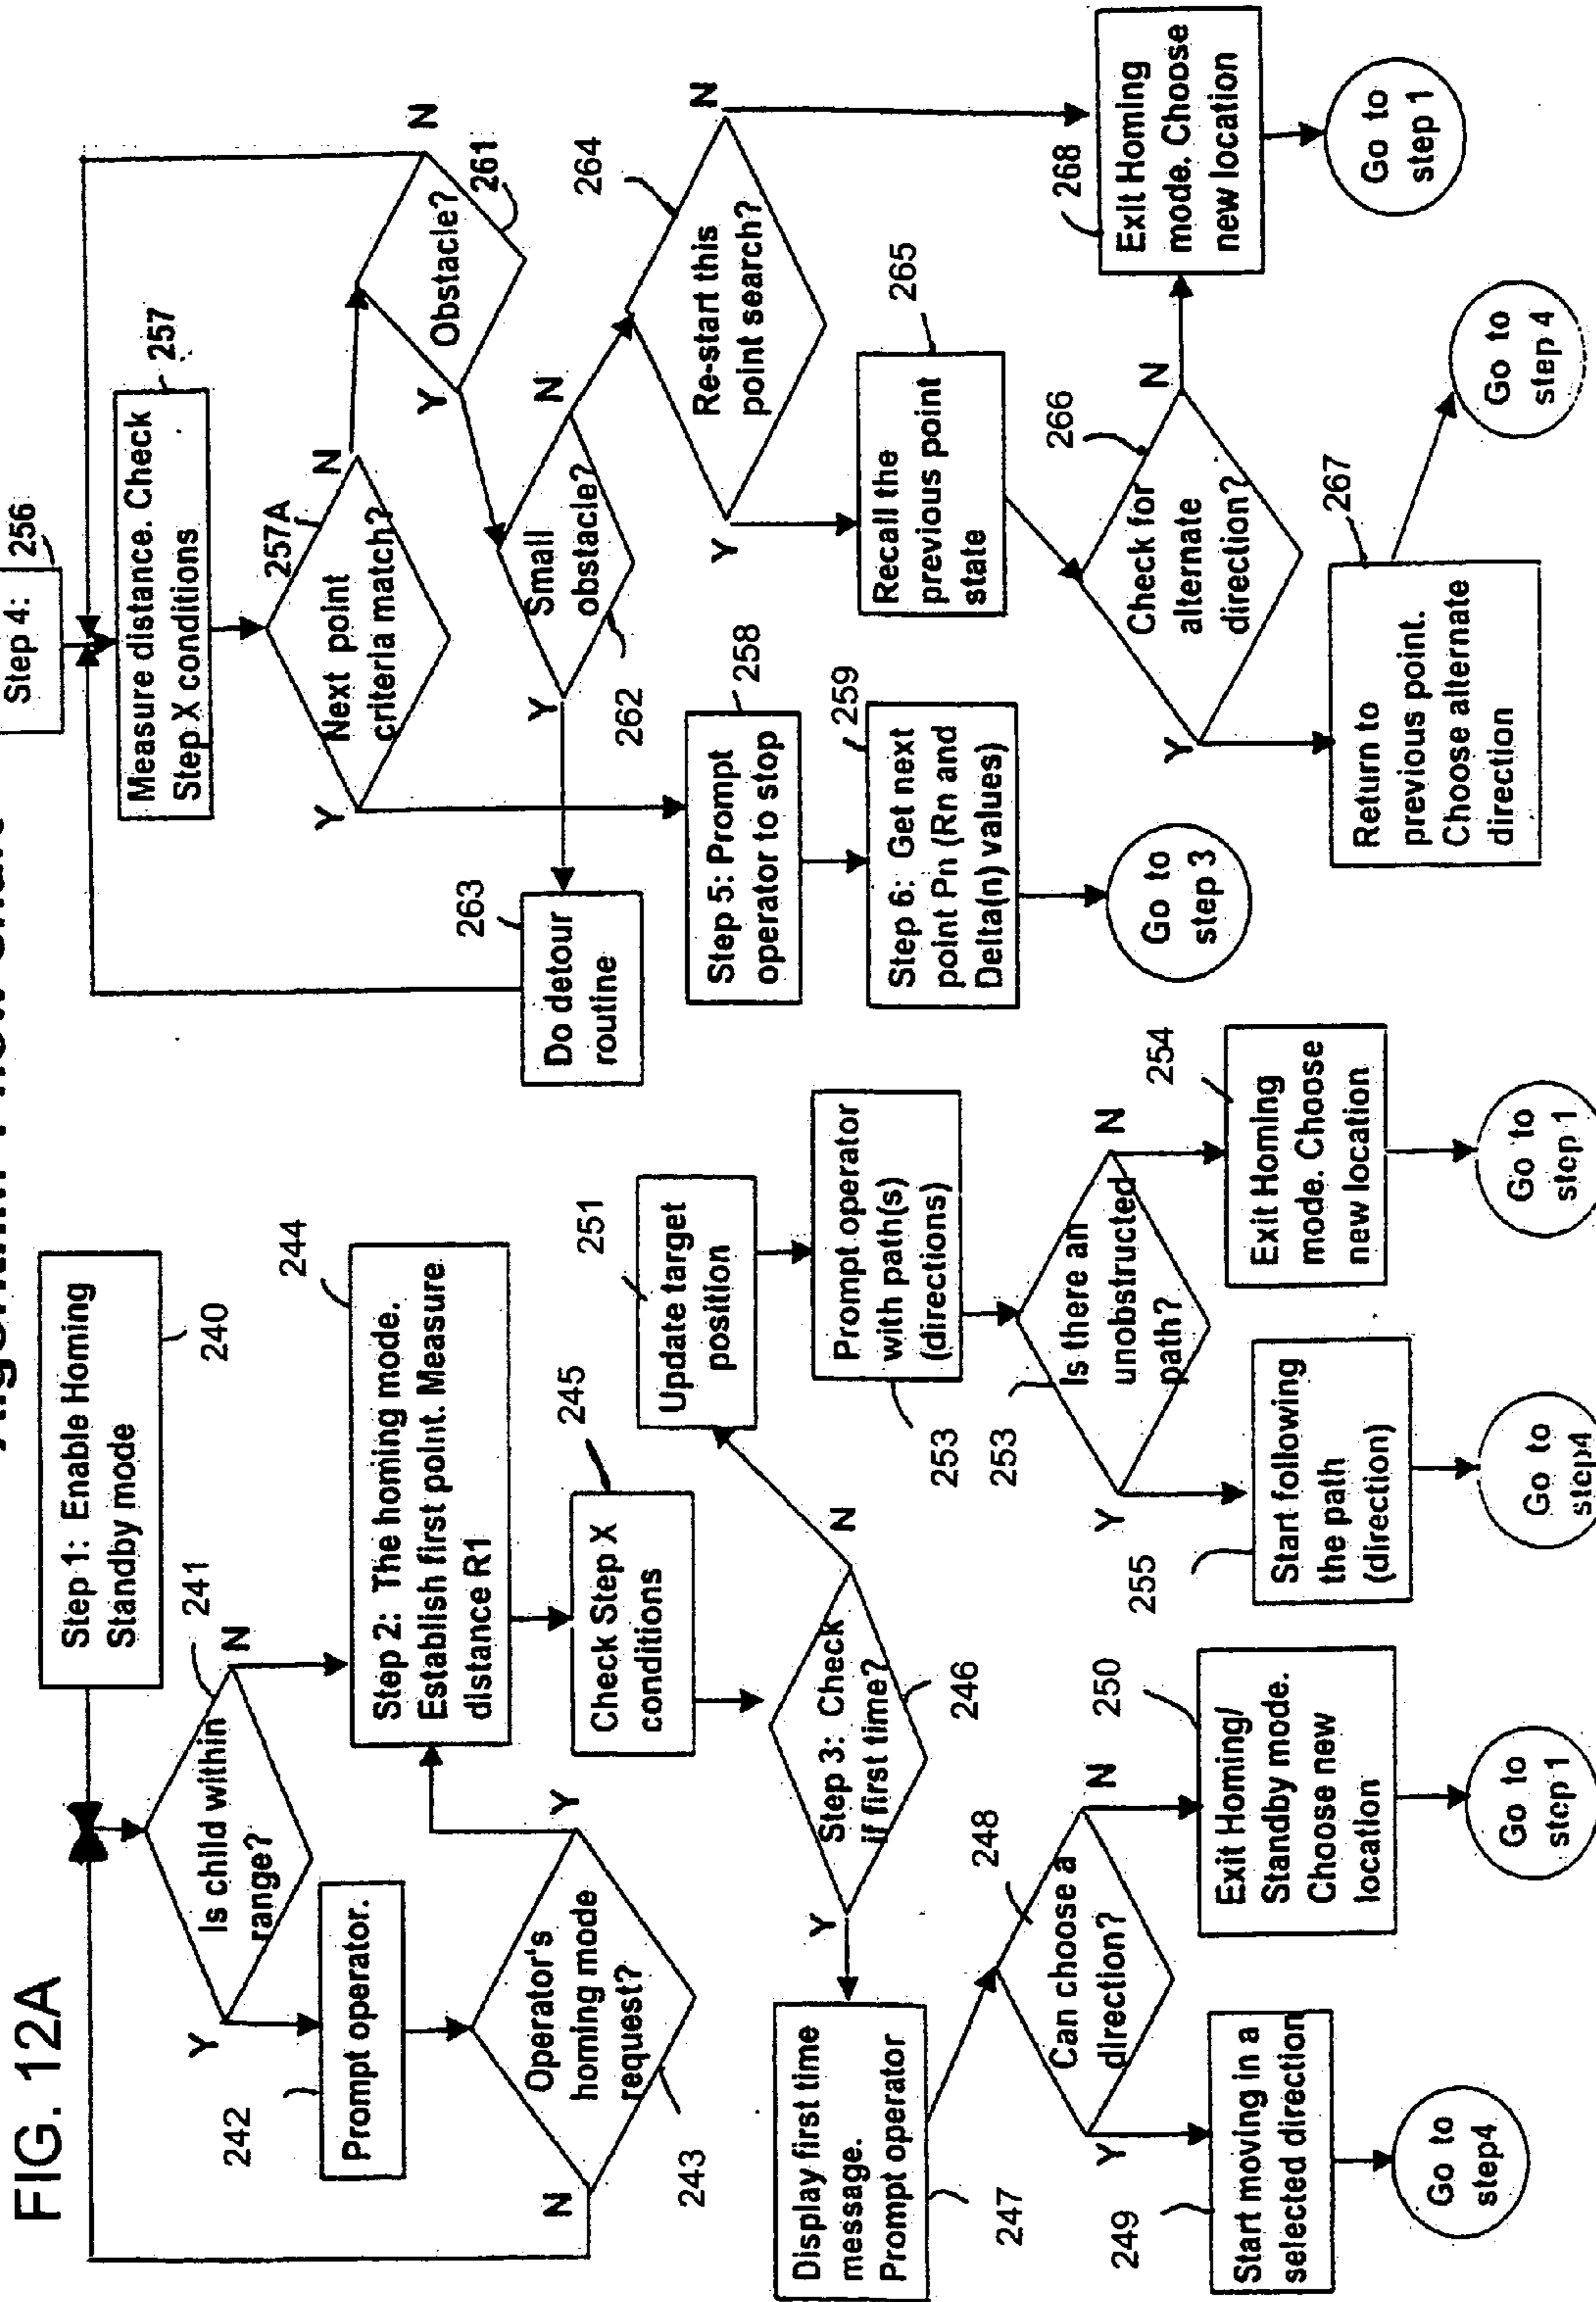 FIG. 12A
Algorithm Flow Chart
Step 1: Enable Homing
Standby mode
240
241
Is child within
range?
Y
N
242
Prompt operator.
Operator's
homing mode
request?
N
Y
243
244
Step 2: The homing mode.
Establish first point. Measure
distance R1
245
Check Step X
conditions
Step 3: Check
if first time?
246
Y
N
Display first time
message.
Prompt operator
247
248
Can choose a
direction?
Y
N
249
Start moving in a
selected direction
Go to
step4
250
Exit Homing/
Standby mode.
Choose new
location
Go to
step 1
251
Update target
position
Prompt operator
with path(s)
(directions)
253
253
Is there an
unobstructed
path?
Y
N
255
Start following
the path
(direction)
Go to
step4
254
Exit Homing
mode. Choose
new location
Go to
step 1
Step 4:
256
257
Measure distance. Check
Step X conditions
257A
Next point
criteria match?
Y
N
Obstacle?
N
Y
261
Small
obstacle?
Y
N
262
263
Do detour
routine
258
Step 5: Prompt
operator to stop
259
Step 6: Get next
point Pn (Rn and
Delta(n) values)
Go to
step 3
264
Re-start this
point search?
Y
N
265
Recall the
previous point
state
266
Check for
alternate
direction?
Y
N
267
Return to
previous point.
Choose alternate
direction
Go to
step 4
268
Exit Homing
mode. Choose
new location
Go to
step 1